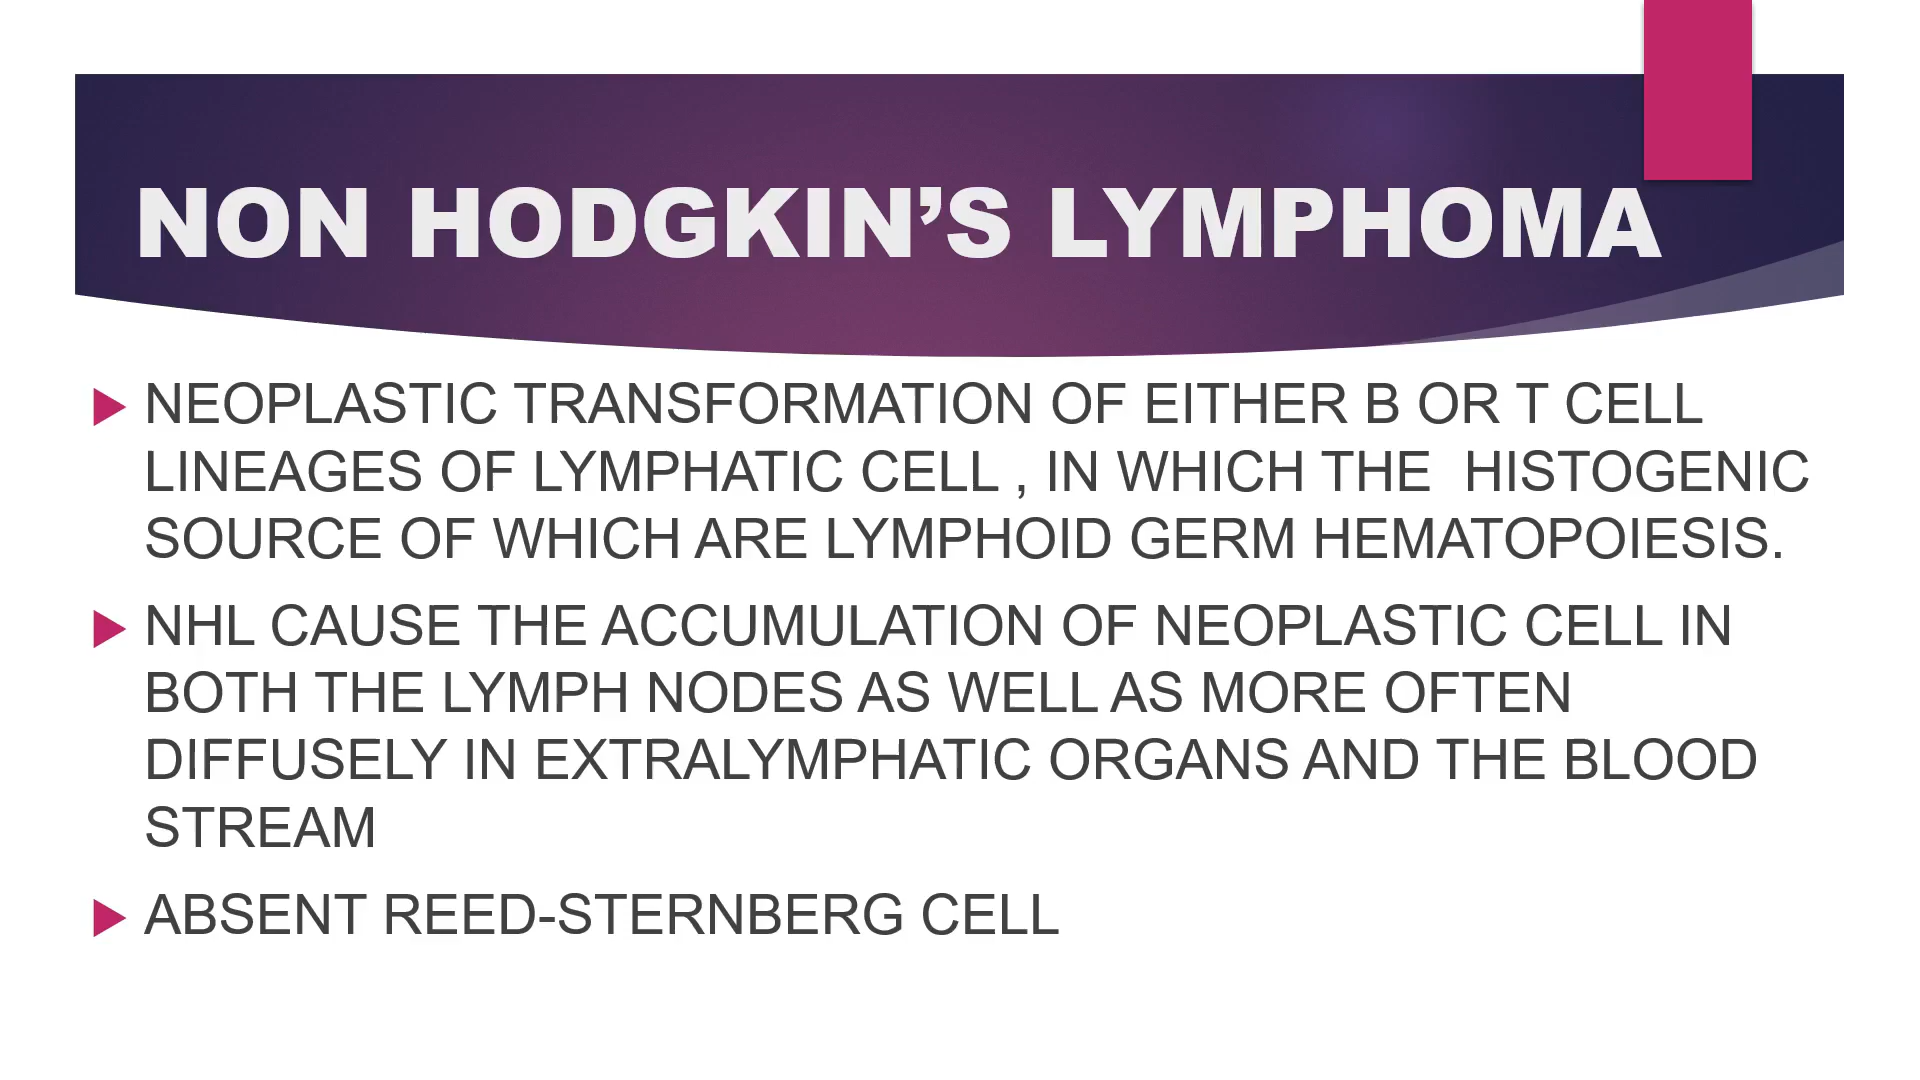 NON HODGKIN’S LYMPHOMA
NEOPLASTIC TRANSFORMATION OF EITHER B OR T CELL
LINEAGES OF LYMPHATIC CELL , IN WHICH THE  HISTOGENIC
SOURCE OF WHICH ARE LYMPHOID GERM HEMATOPOIESIS.
NHL CAUSE THE ACCUMULATION OF NEOPLASTIC CELL IN
BOTH THE LYMPH NODES AS WELL AS MORE OFTEN
DIFFUSELY IN EXTRALYMPHATIC ORGANS AND THE BLOOD
STREAM
ABSENT REED-STERNBERG CELL